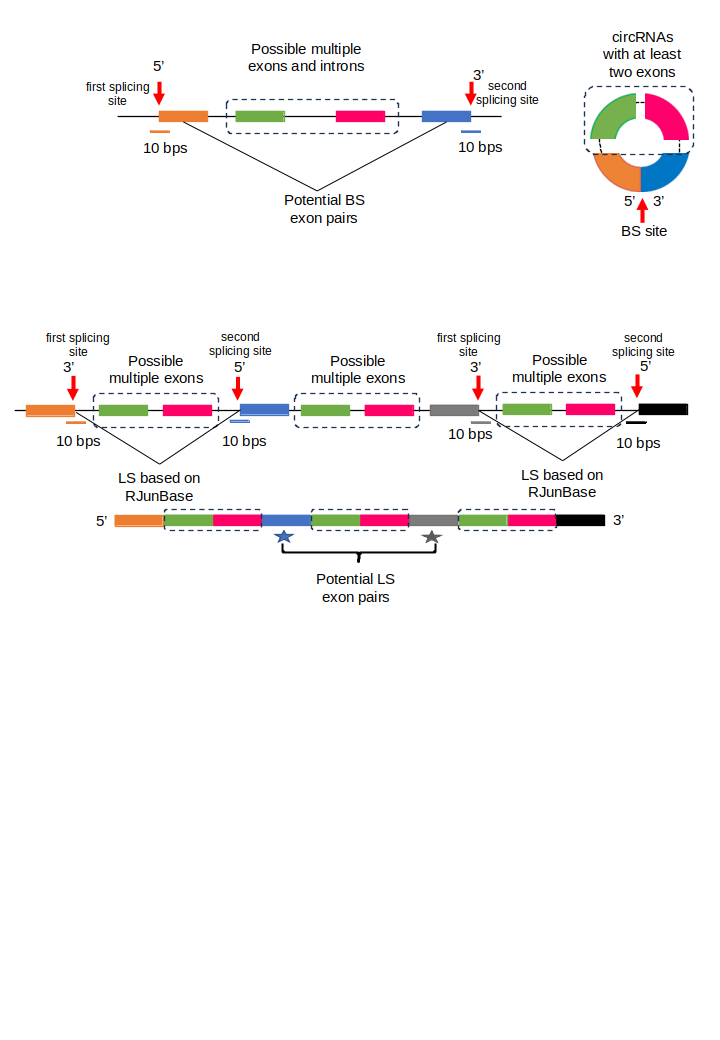 circRNAs
with at least
two exons
Possible multiple
exons and introns
5’
3’
first splicing
site
second
splicing site
10 bps
10 bps
Potential BS
exon pairs
5’
3’
BS site
first splicing
site
3’
second
splicing site
5’
first splicing
site
3’
second
splicing site
5’
Possible
multiple exons
Possible
multiple exons
Possible
multiple exons
10 bps
10 bps
10 bps
10 bps
LS based on
RJunBase
LS based on
RJunBase
5’
3’
Potential LS
exon pairs